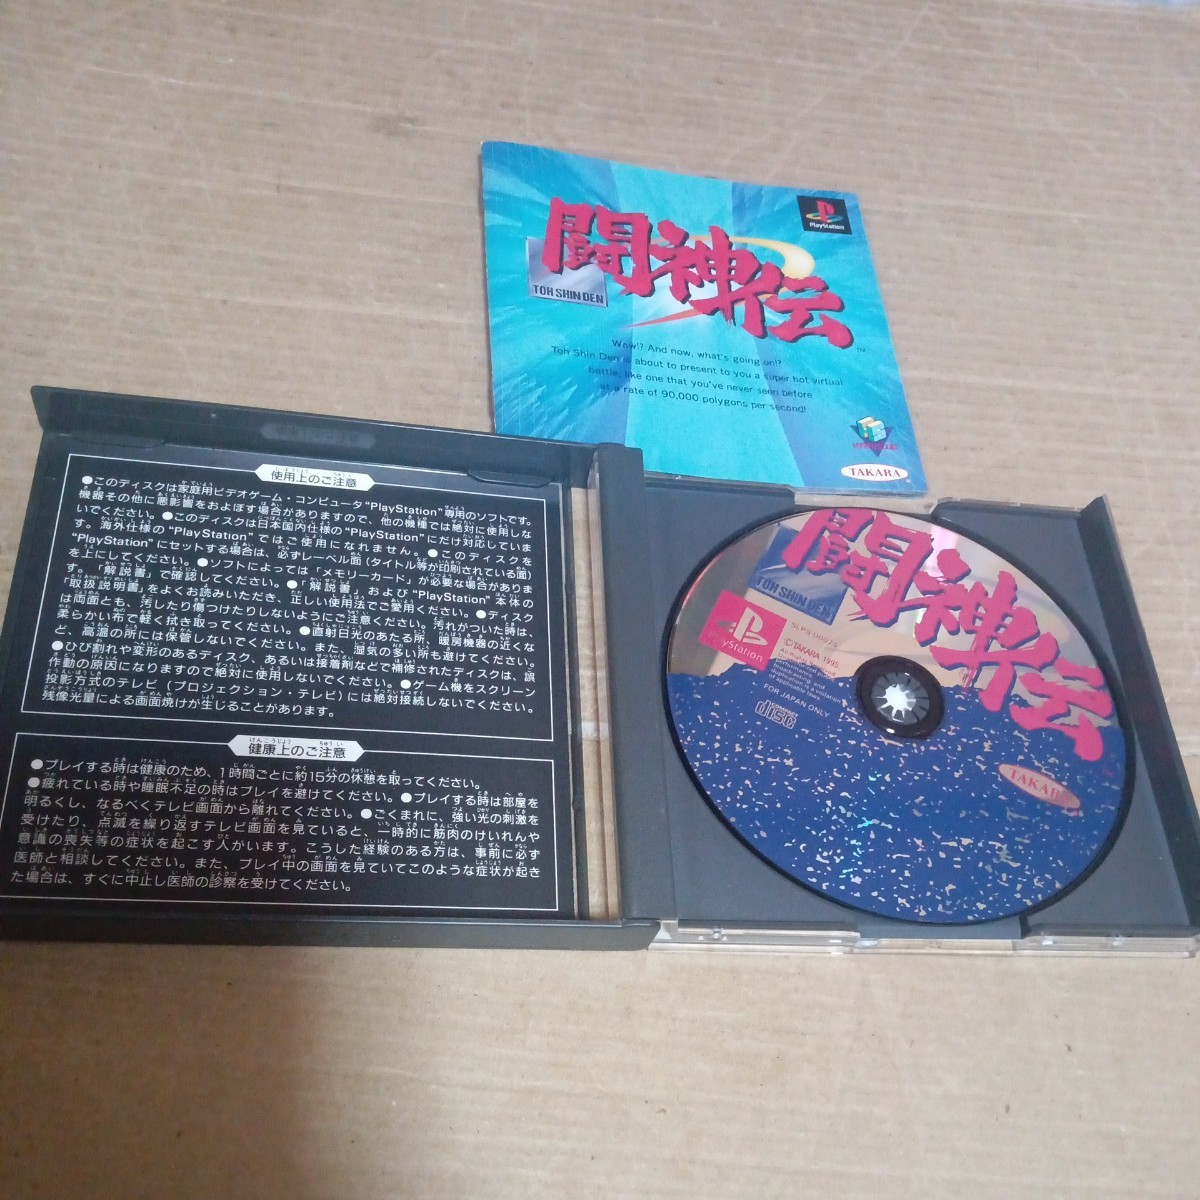 PlayStation
闘神伝
TOH SHIN DEN
TM
Wow!? And now, what's going on!?
Toh Shin Den is about to present to you a super hot virtual
battle, like one that you've never seen before
at a rate of 90,000 polygons per second!
TAKARA
使用上のご注意
●このディスクは家庭用ビデオゲーム・コンピュータ“PlayStation”専用のソフトです。
機器その他に悪影響をおよぼす場合がありますので、他の機種では絶対に使用しな
いでください。●このディスクは日本国内仕様の“PlayStation”にだけ対応していま
す。海外仕様の“PlayStation”ではご使用になれません。●このディスクを
“PlayStation”にセットする場合は、必ずレーベル面(タイトル等が印刷されている面)
を上にしてください。●ソフトによっては「メモリーカード」が必要な場合がありま
す。「解説書」で確認してください。●「解説書」および“PlayStation”本体の
「取扱説明書」をよくお読みいただき、正しい使用法でご愛用ください。●ディスク
は両面とも、汚したり傷つけたりしないようにご注意ください。汚れがついた時は、
柔らかい布で軽く拭き取ってください。●直射日光のあたる所、暖房機器の近くな
ど、高温の所には保管しないでください。また、湿気の多い所も避けてください。
●ひび割れや変形のあるディスク、あるいは接着剤などで補修されたディスクは、誤
作動の原因になりますので絶対に使用しないでください。●ゲーム機をスクリーン
投影方式のテレビ(プロジェクション・テレビ)には絶対接続しないでください。
残像光量による画面焼けが生じることがあります。
健康上のご注意
●プレイする時は健康のため、1時間ごとに約15分の休憩を取ってください。
●疲れている時や睡眠不足の時はプレイを避けてください。●プレイする時は部屋を
明るくし、なるべくテレビ画面から離れてください。●ごくまれに、強い光の刺激を
受けたり、点滅を繰り返すテレビ画面を見ていると、一時的に筋肉のけいれんや
意識の喪失等の症状を起こす人がいます。こうした経験のある方は、事前に必ず
医師と相談してください。また、プレイ中の画面を見ていてこのような症状が起き
た場合は、すぐに中止し医師の診察を受けてください。
闘神伝
TOH SHIN DEN
PlayStation
©TAKARA 1995
FOR JAPAN ONLY
COMPACT
disc
TAKARA